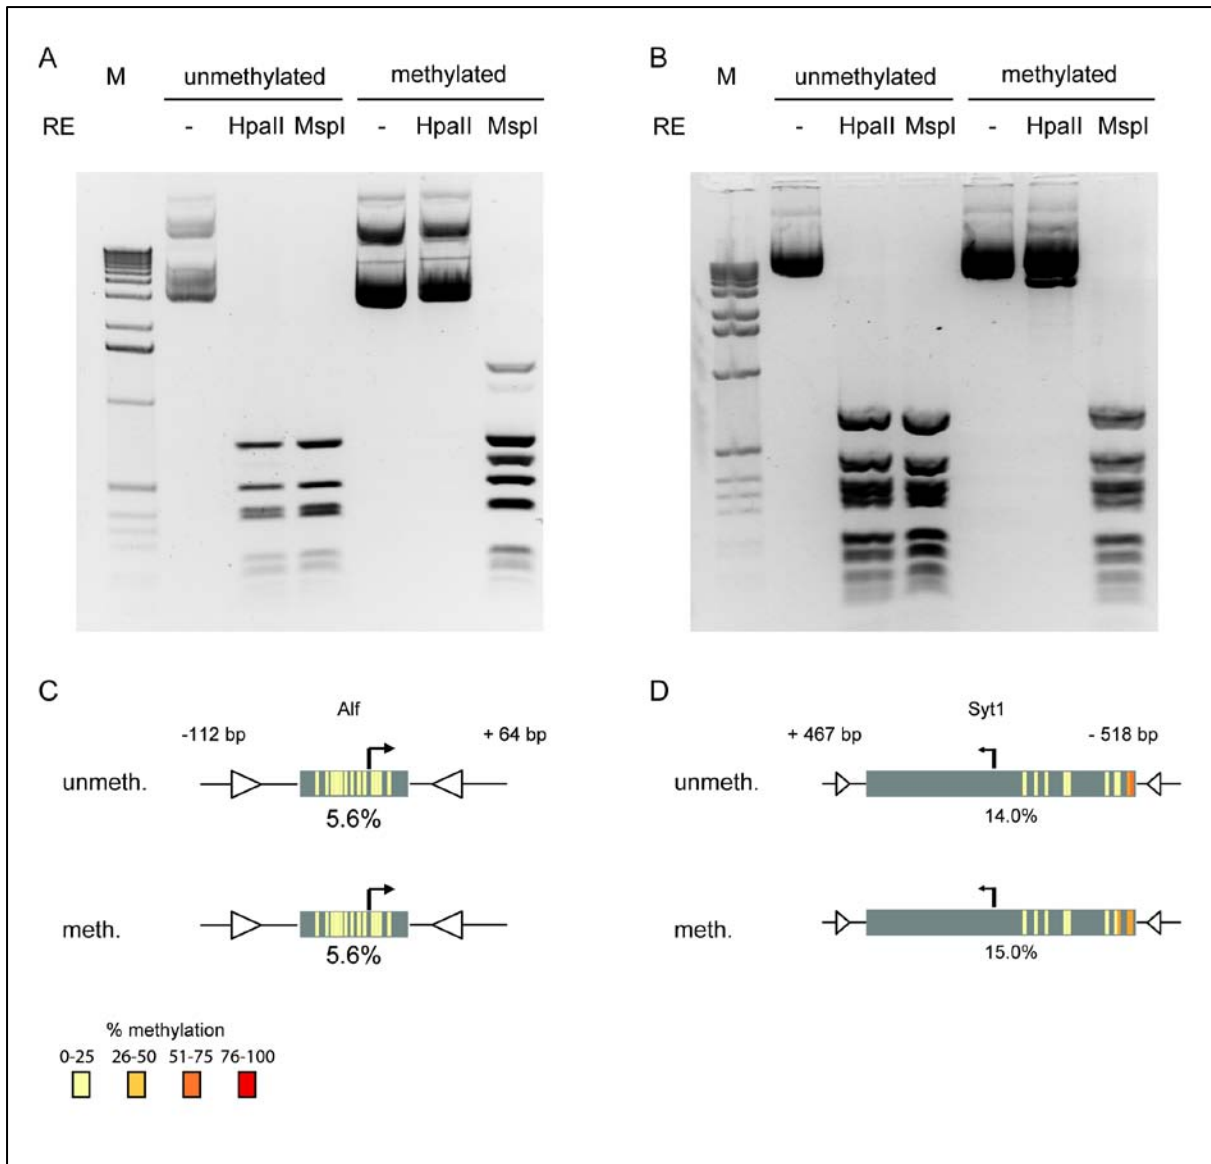 A
M
unmethylated
methylated
RE
-
HpaII
MspI
-
HpaII
MspI
B
M
unmethylated
methylated
RE
-
HpaII
MspI
-
HpaII
MspI
C
Alf
-112 bp
+ 64 bp
unmeth.
5.6%
meth.
5.6%
D
Syt1
+ 467 bp
- 518 bp
unmeth.
14.0%
meth.
15.0%
% methylation
0-25 26-50 51-75 76-100